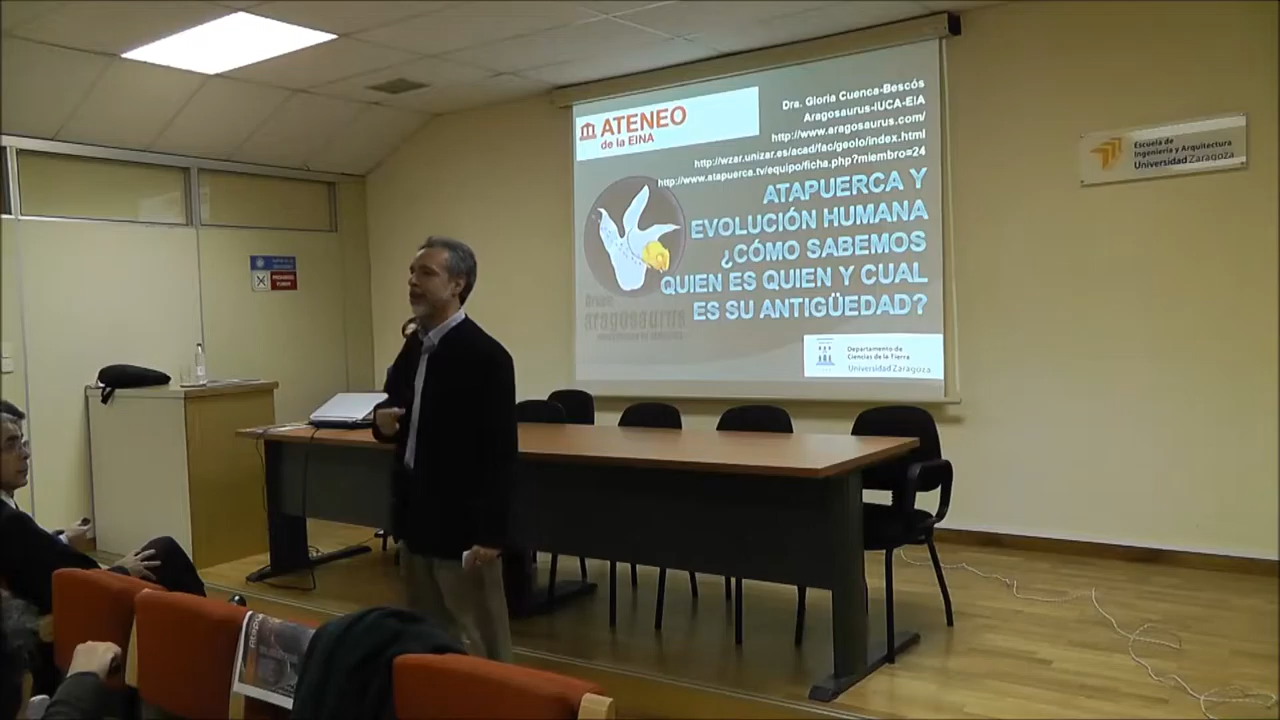 ATENEO
de la EINA
Dra. Gloria Cuenca-Bescós
Aragosaurus-IUCA-EIA
http://www.aragosaurus.com/
http://wzar.unizar.es/acad/fac/geolo/index.html
http://www.atapuerca.tv/equipo/ficha.php?miembro=24
ATAPUERCA Y
EVOLUCIÓN HUMANA
¿CÓMO SABEMOS
QUIEN ES QUIEN Y CUAL
ES SU ANTIGÜEDAD?
Grupo
aragosaurus
Departamento de
Ciencias de la Tierra
Universidad Zaragoza
Escuela de
Ingeniería y Arquitectura
Universidad Zaragoza